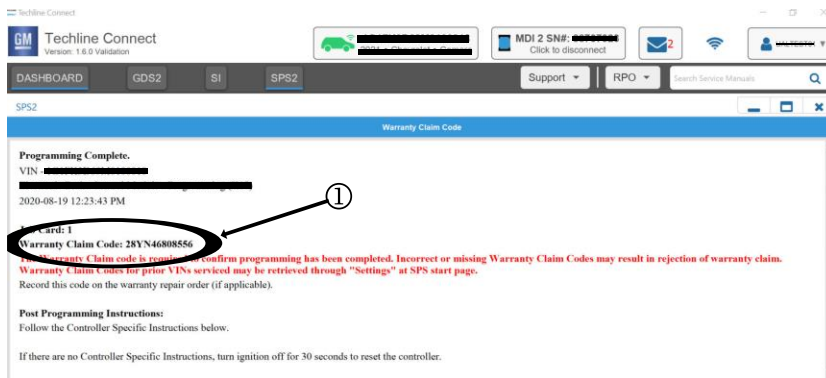 Techline Connect
GM Techline Connect
Version: 1.6.0 Validation
2021 - Chevrolet - Camaro
MDI 2 SN#:
Click to disconnect
2
DASHBOARD GDS2 SI SPS2 Support RPO Search Service Manuals
SPS2
Warranty Claim Code
Programming Complete.
VIN -
2020-08-19 12:23:43 PM
①
Card: 1
Warranty Claim Code: 28YN46808556
The Warranty Claim code is required to confirm programming has been completed. Incorrect or missing Warranty Claim Codes may result in rejection of warranty claim.
Warranty Claim Codes for prior VINs serviced may be retrieved through "Settings" at SPS start page.
Record this code on the warranty repair order (if applicable).
Post Programming Instructions:
Follow the Controller Specific Instructions below.
If there are no Controller Specific Instructions, turn ignition off for 30 seconds to reset the controller.